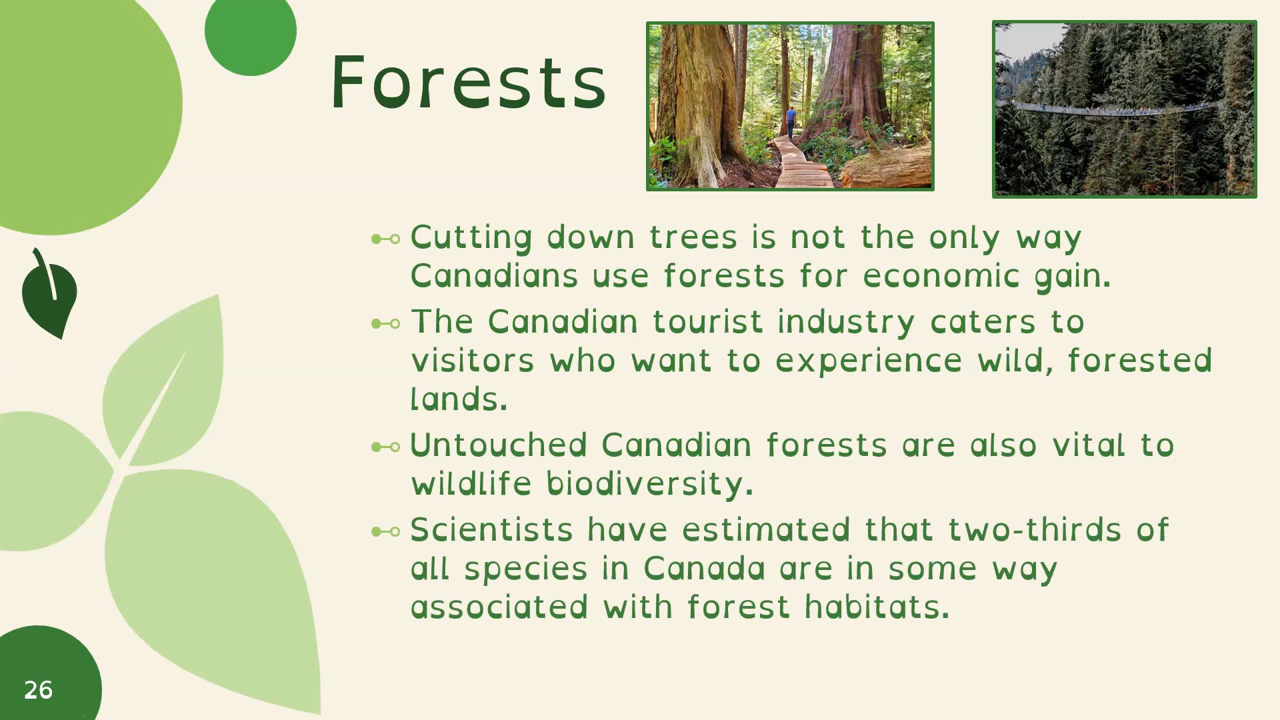 Forests
Cutting down trees is not the only way
Canadians use forests for economic gain.
The Canadian tourist industry caters to
visitors who want to experience wild, forested
lands.
Untouched Canadian forests are also vital to
wildlife biodiversity.
Scientists have estimated that two-thirds of
all species in Canada are in some way
associated with forest habitats.
26